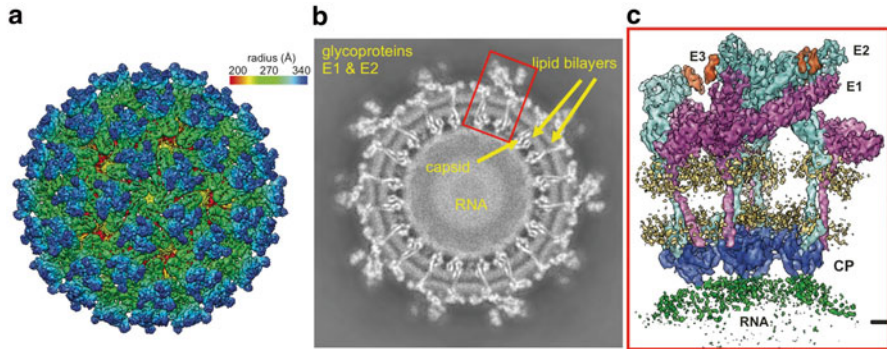 a
radius (Å)
200 270 340
b
glycoproteins
E1 & E2
lipid bilayers
capsid
RNA
c
E3
E2
E1
CP
RNA